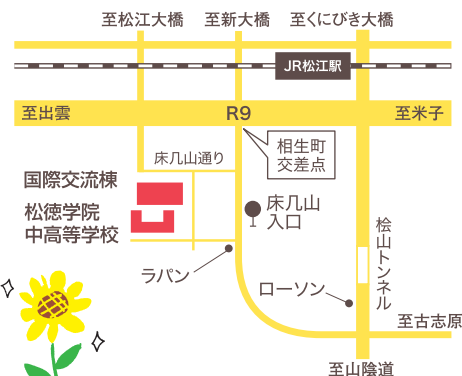 至松江大橋
至新大橋
至くにびき大橋
JR松江駅
至出雲
R9
至米子
相生町
交差点
床几山通り
国際交流棟
松徳学院
中高等学校
床几山
入口
桧山トンネル
ラパン
ローソン
至古志原
至山陰道